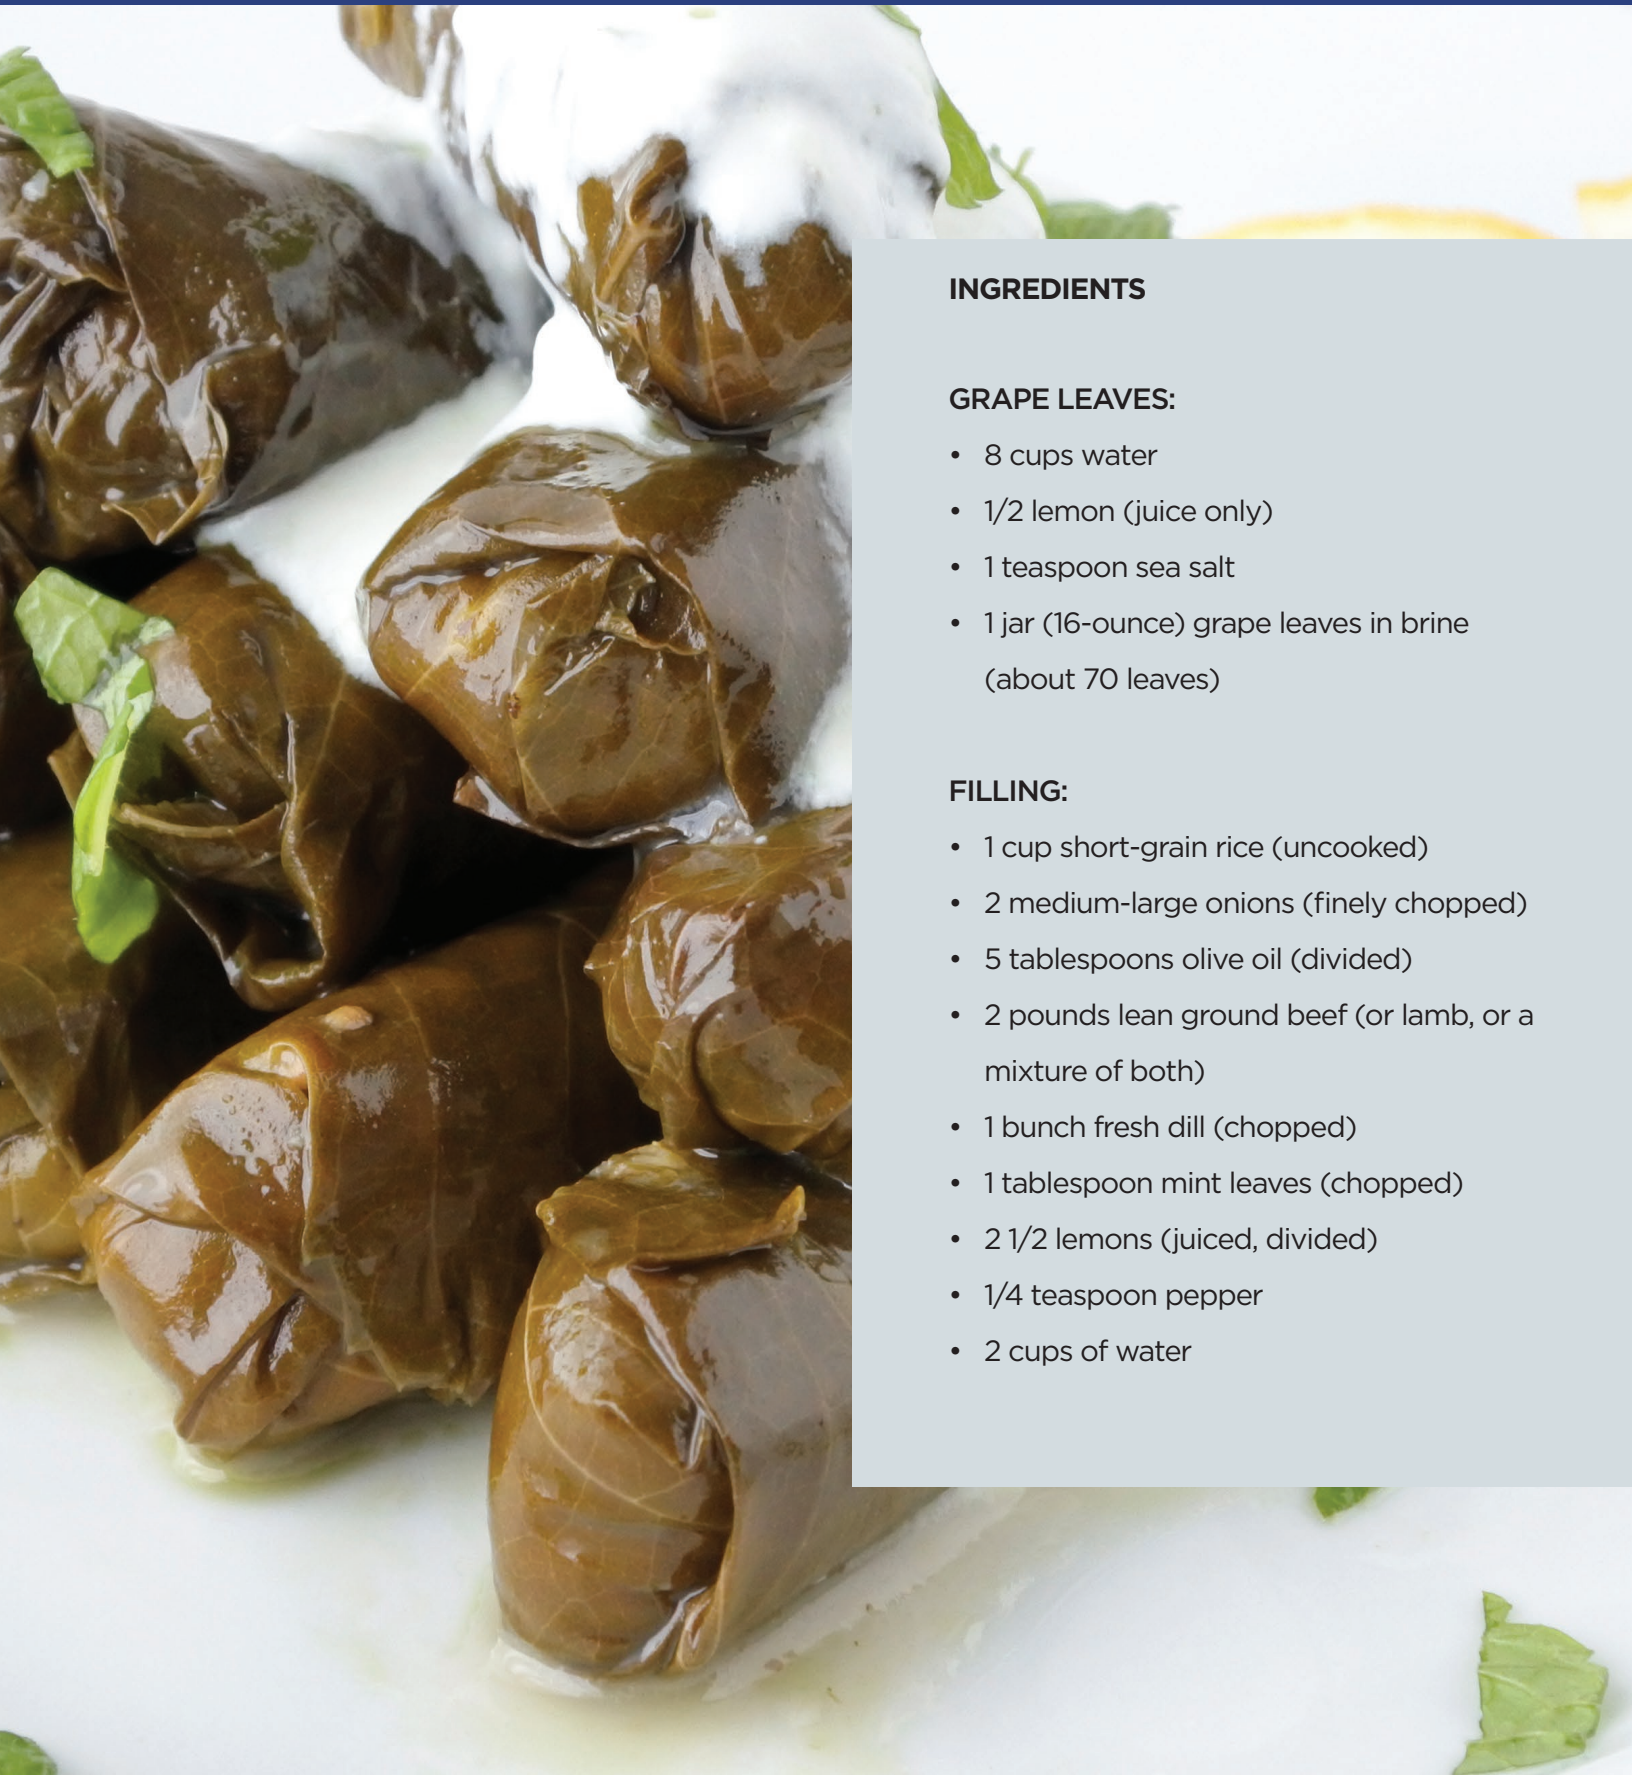 INGREDIENTS
GRAPE LEAVES:
• 8 cups water
• 1/2 lemon (juice only)
• 1 teaspoon sea salt
• 1 jar (16-ounce) grape leaves in brine
(about 70 leaves)
FILLING:
• 1 cup short-grain rice (uncooked)
• 2 medium-large onions (finely chopped)
• 5 tablespoons olive oil (divided)
• 2 pounds lean ground beef (or lamb, or a
mixture of both)
• 1 bunch fresh dill (chopped)
• 1 tablespoon mint leaves (chopped)
• 2 1/2 lemons (juiced, divided)
• 1/4 teaspoon pepper
• 2 cups of water